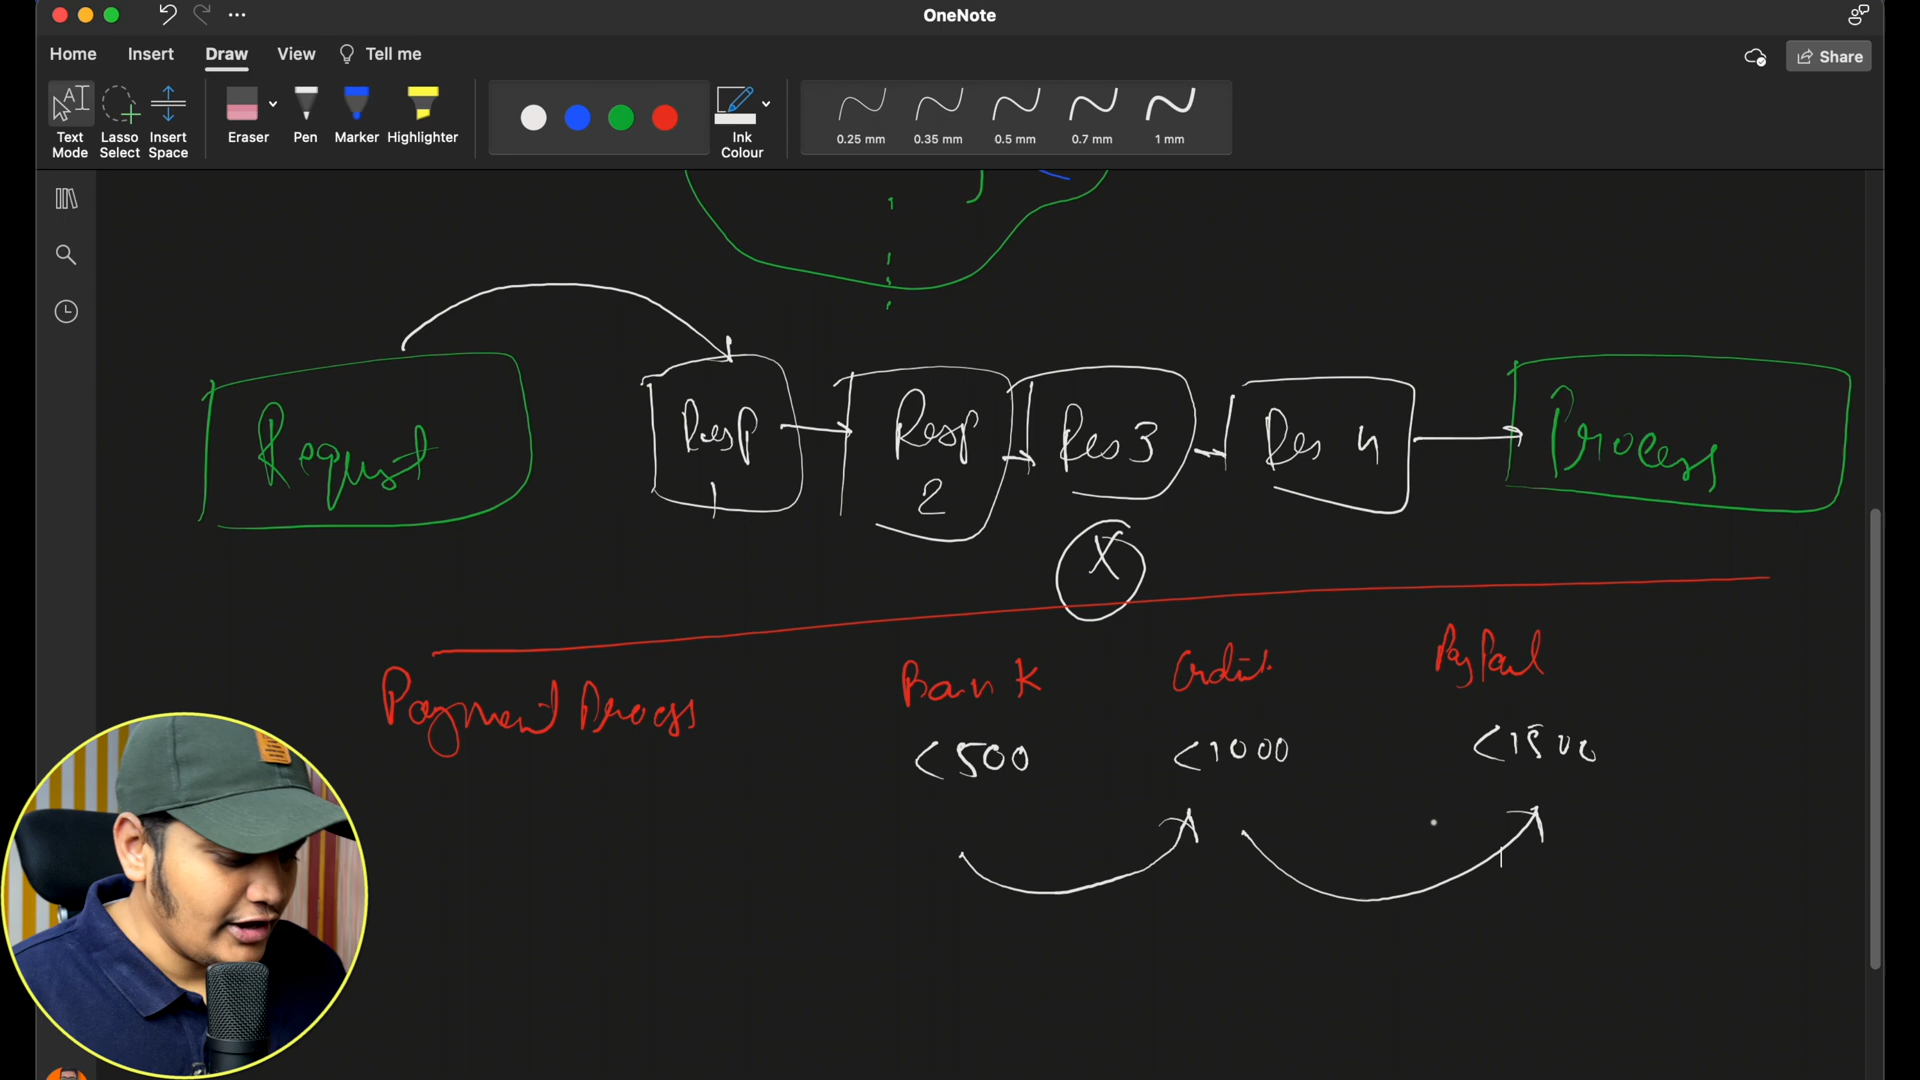 OneNote
Home Insert Draw View Tell me
Share
Text Mode
Lasso Select
Insert Space
Eraser
Pen
Marker
Highlighter
Ink Colour
0.25 mm
0.35 mm
0.5 mm
0.7 mm
1 mm
Request
Resp 1
Resp 2
Res 3
Res 4
Process
X
Payment Process
Bank
Credit
PayPal
<500
<1000
<1500